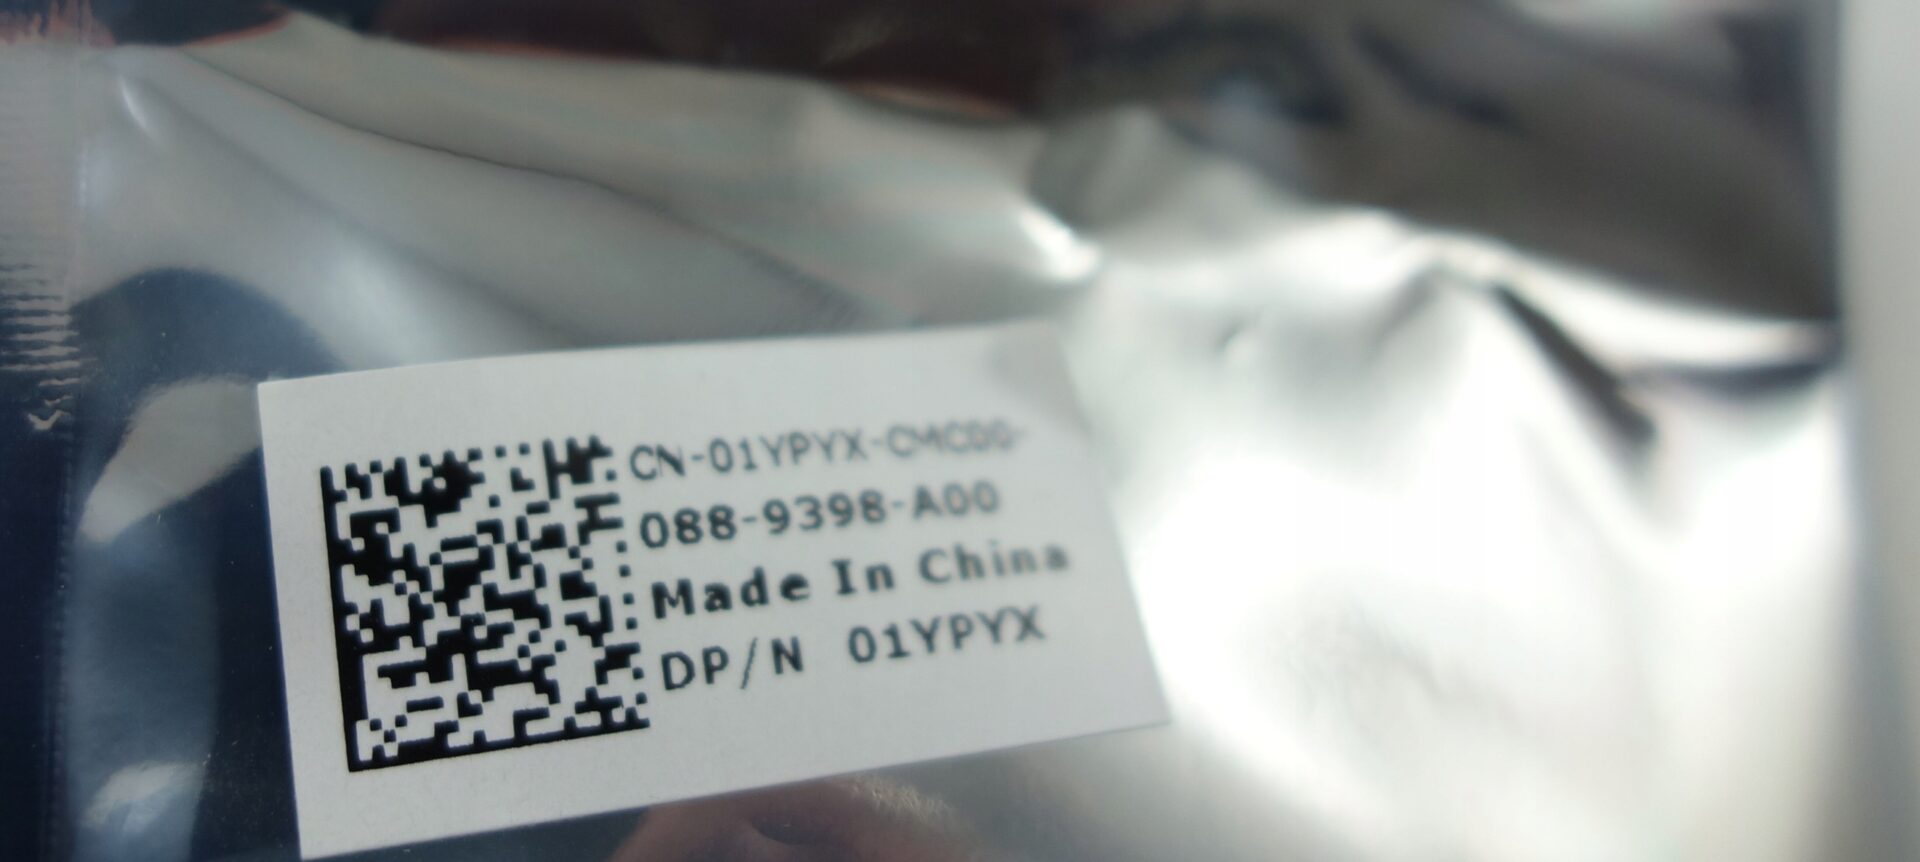 CN-01YPYX-CMC00-
088-9398-A00
Made In China
DP/N 01YPYX